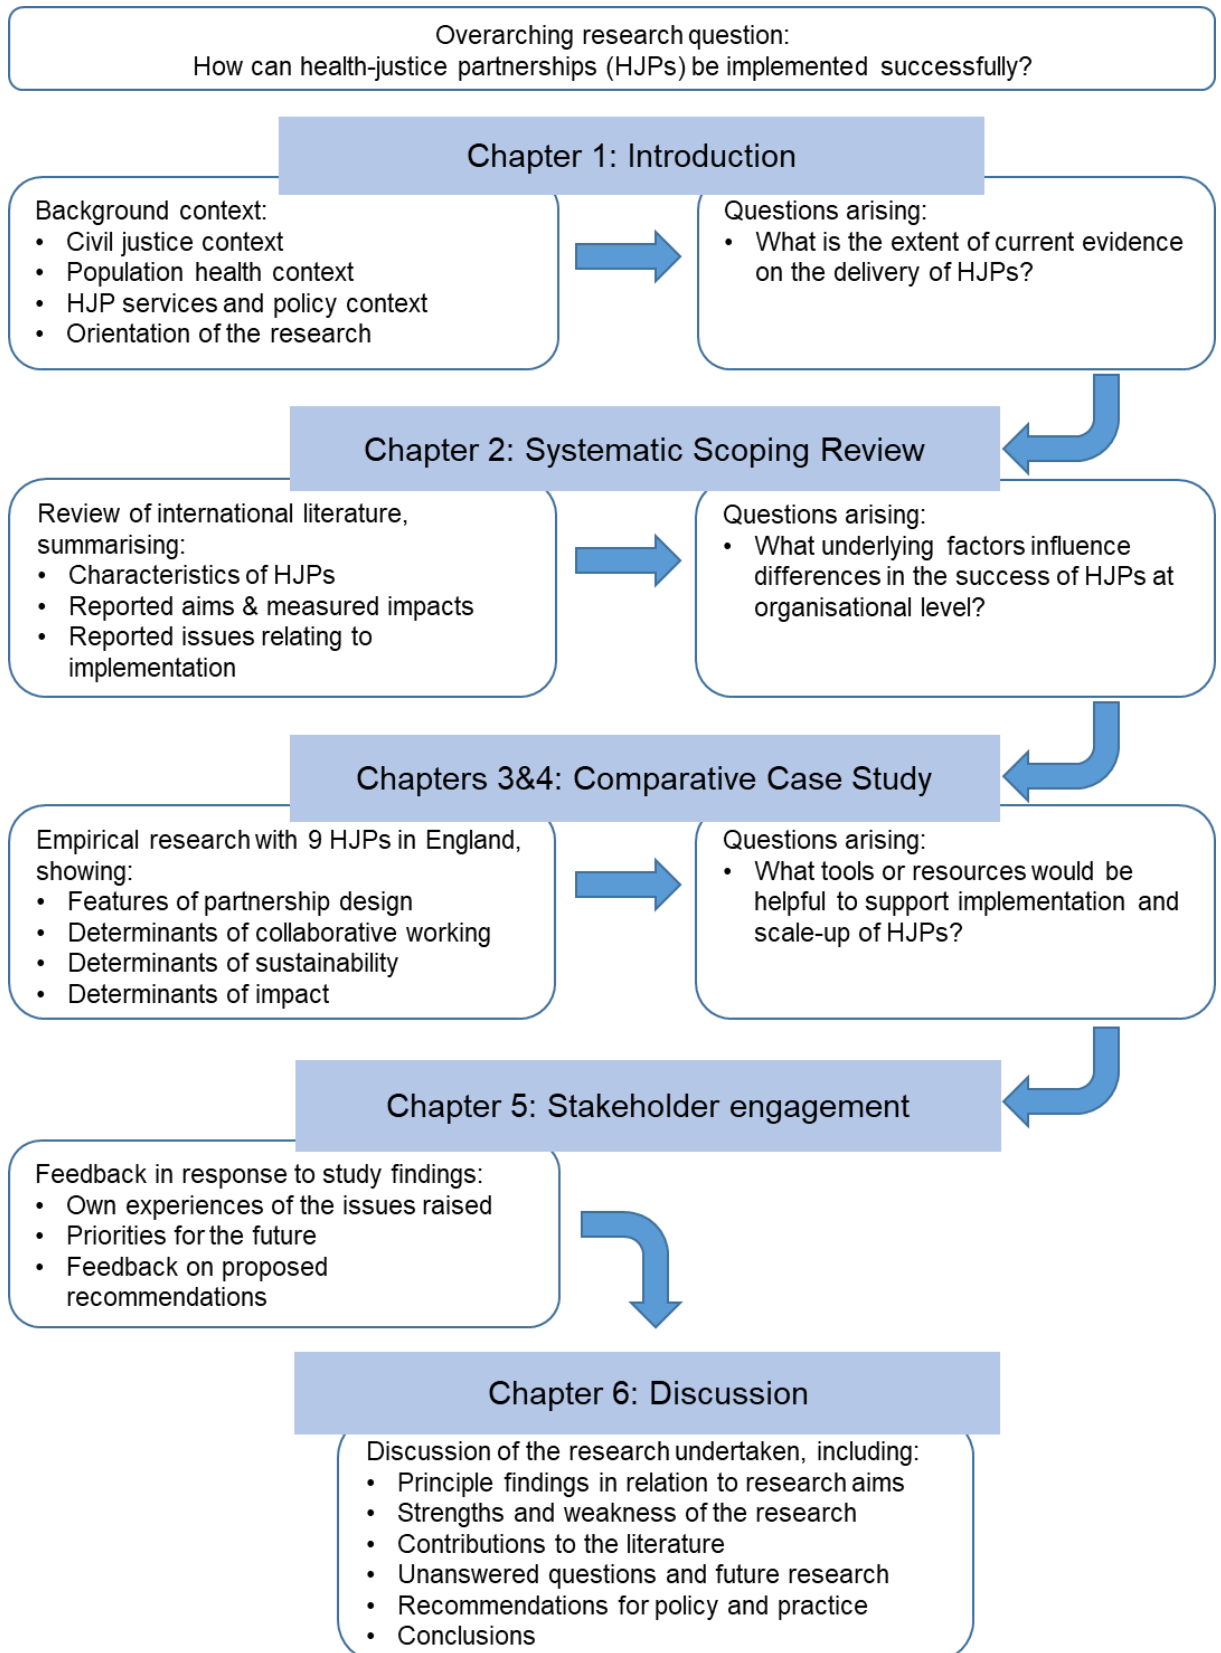 Overarching research question:
How can health-justice partnerships (HJPs) be implemented successfully?
Chapter 1: Introduction
Background context:
• Civil justice context
• Population health context
• HJP services and policy context
• Orientation of the research
Questions arising:
• What is the extent of current evidence
on the delivery of HJPs?
Chapter 2: Systematic Scoping Review
Review of international literature,
summarising:
• Characteristics of HJPs
• Reported aims & measured impacts
• Reported issues relating to
implementation
Questions arising:
• What underlying factors influence
differences in the success of HJPs at
organisational level?
Chapters 3&4: Comparative Case Study
Empirical research with 9 HJPs in England,
showing:
• Features of partnership design
• Determinants of collaborative working
• Determinants of sustainability
• Determinants of impact
Questions arising:
• What tools or resources would be
helpful to support implementation and
scale-up of HJPs?
Chapter 5: Stakeholder engagement
Feedback in response to study findings:
• Own experiences of the issues raised
• Priorities for the future
• Feedback on proposed
recommendations
Chapter 6: Discussion
Discussion of the research undertaken, including:
• Principle findings in relation to research aims
• Strengths and weakness of the research
• Contributions to the literature
• Unanswered questions and future research
• Recommendations for policy and practice
• Conclusions